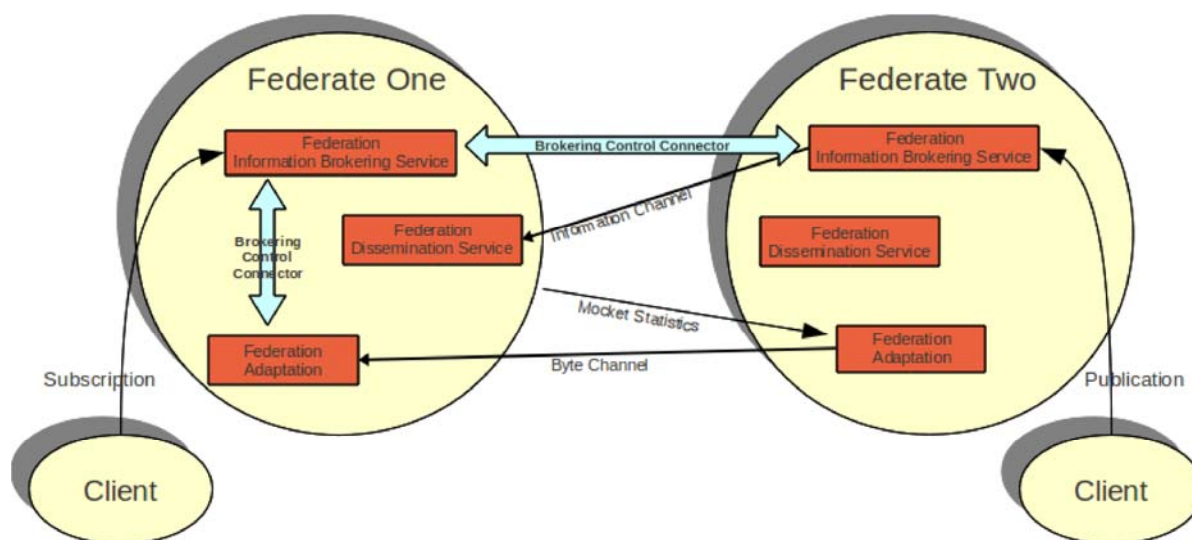 Federate One
Federate Two
Federation
Information Brokering Service
Brokering Control Connector
Federation
Information Brokering Service
Federation
Dissemination Service
Information Channel
Federation
Dissemination Service
Brokering
Control
Connector
Mocket Statistics
Federation
Adaptation
Byte Channel
Federation
Adaptation
Subscription
Publication
Client
Client